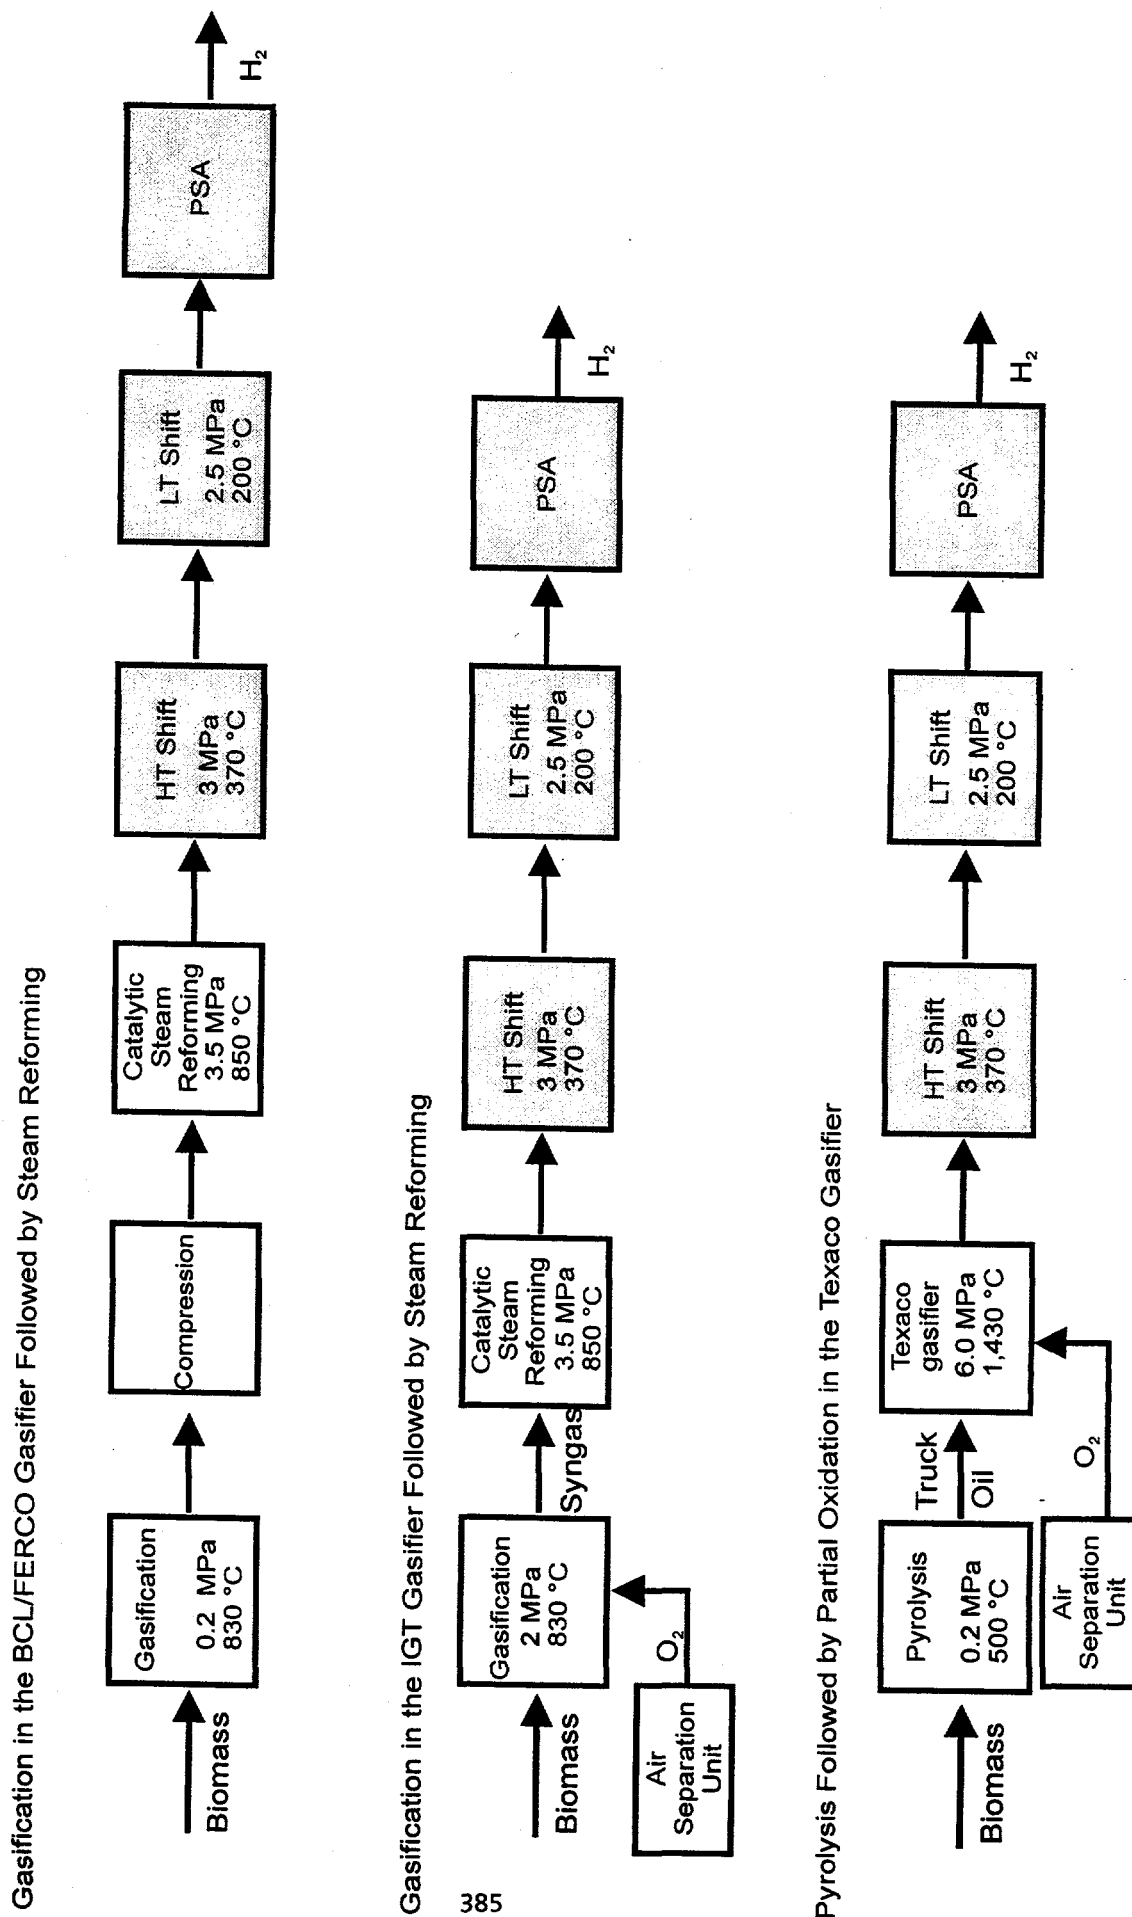 Gasification in the BCL/FERCO Gasifier Followed by Steam Reforming
Biomass
Gasification
0.2 MPa
830 °C
Compression
Catalytic
Steam
Reforming
3.5 MPa
850 °C
HT Shift
3 MPa
370 °C
LT Shift
2.5 MPa
200 °C
PSA
H₂
Gasification in the IGT Gasifier Followed by Steam Reforming
Biomass
Gasification
2 MPa
830 °C
Air
Separation
Unit
O₂
Syngas
Catalytic
Steam
Reforming
3.5 MPa
850 °C
HT Shift
3 MPa
370 °C
LT Shift
2.5 MPa
200 °C
PSA
H₂
Pyrolysis Followed by Partial Oxidation in the Texaco Gasifier
Biomass
Pyrolysis
0.2 MPa
500 °C
Air
Separation
Unit
O₂
Truck
Oil
Texaco
gasifier
6.0 MPa
1,430 °C
HT Shift
3 MPa
370 °C
LT Shift
2.5 MPa
200 °C
PSA
H₂
385